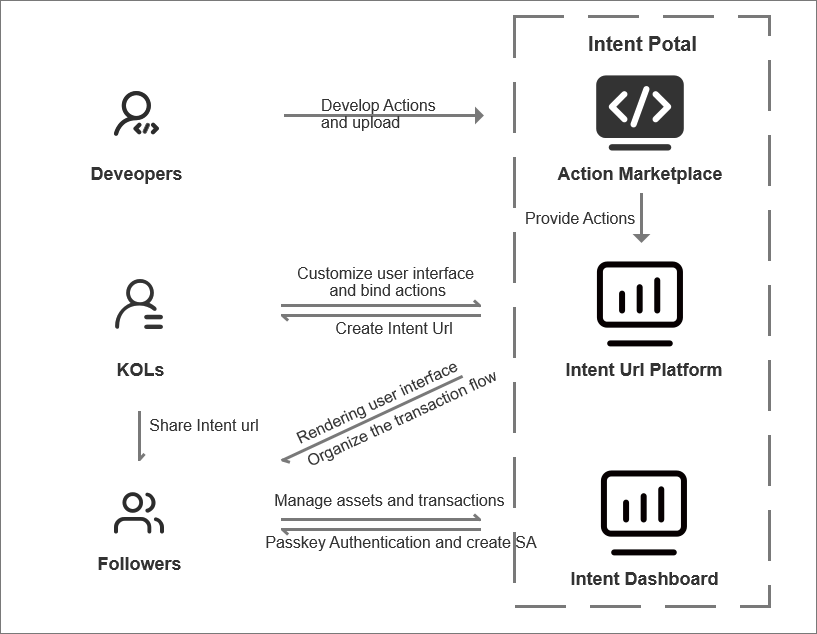 Intent Potal
Develop Actions
and upload
Deveopers
Action Marketplace
Provide Actions
Customize user interface
and bind actions
Create Intent Url
KOLs
Intent Url Platform
Share Intent url
Rendering user interface
Organize the transaction flow
Manage assets and transactions
Passkey Authentication and create SA
Followers
Intent Dashboard